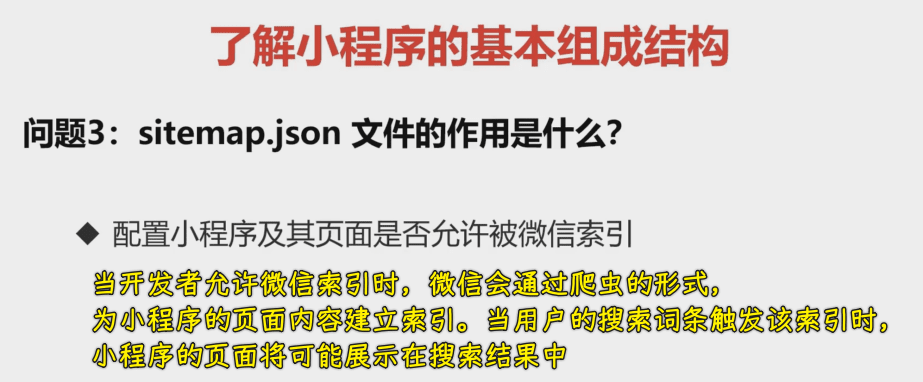 了解小程序的基本组成结构
问题3：sitemap.json 文件的作用是什么？
◆ 配置小程序及其页面是否允许被微信索引
当开发者允许微信索引时，微信会通过爬虫的形式，
为小程序的页面内容建立索引。当用户的搜索词条触发该索引时，
小程序的页面将可能展示在搜索结果中